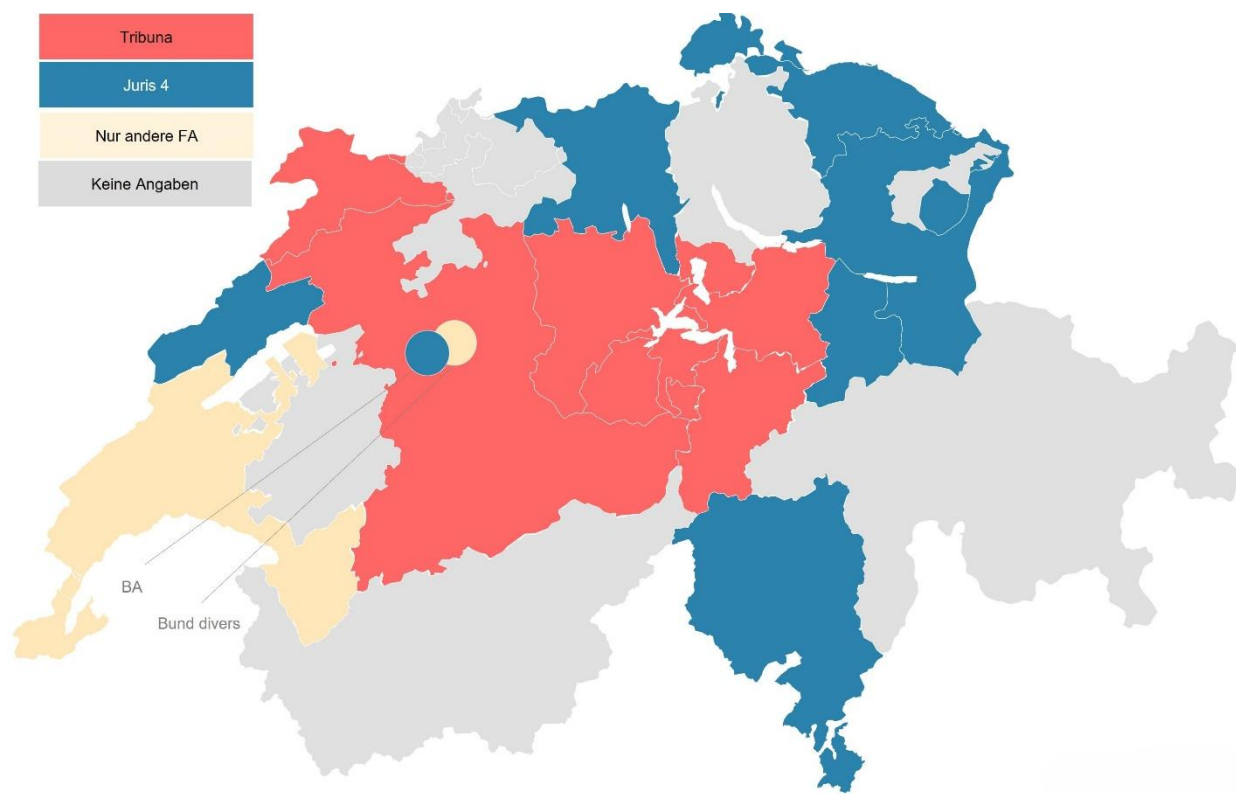 Tribuna
Juris 4
Nur andere FA
Keine Angaben
BA
Bund divers